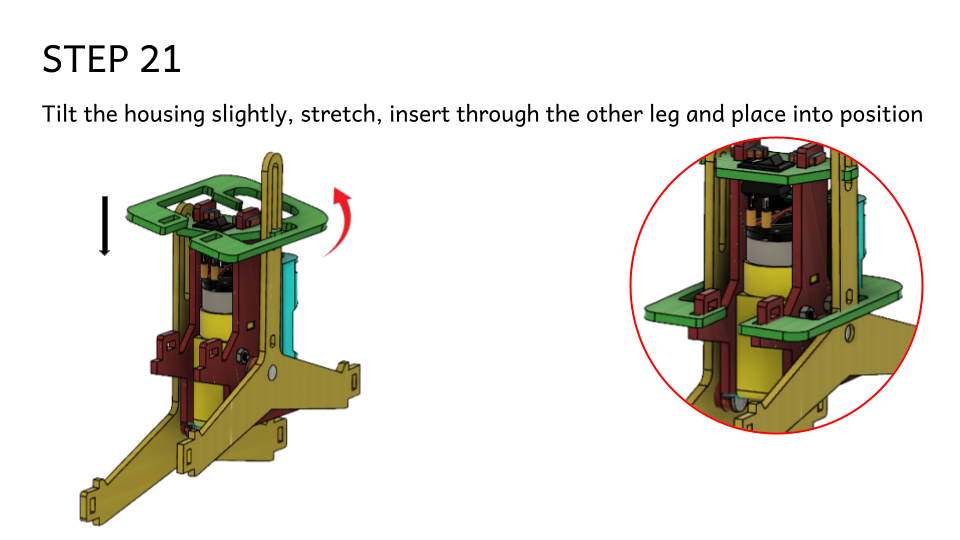 STEP 21
Tilt the housing slightly, stretch, insert through the other leg and place into position